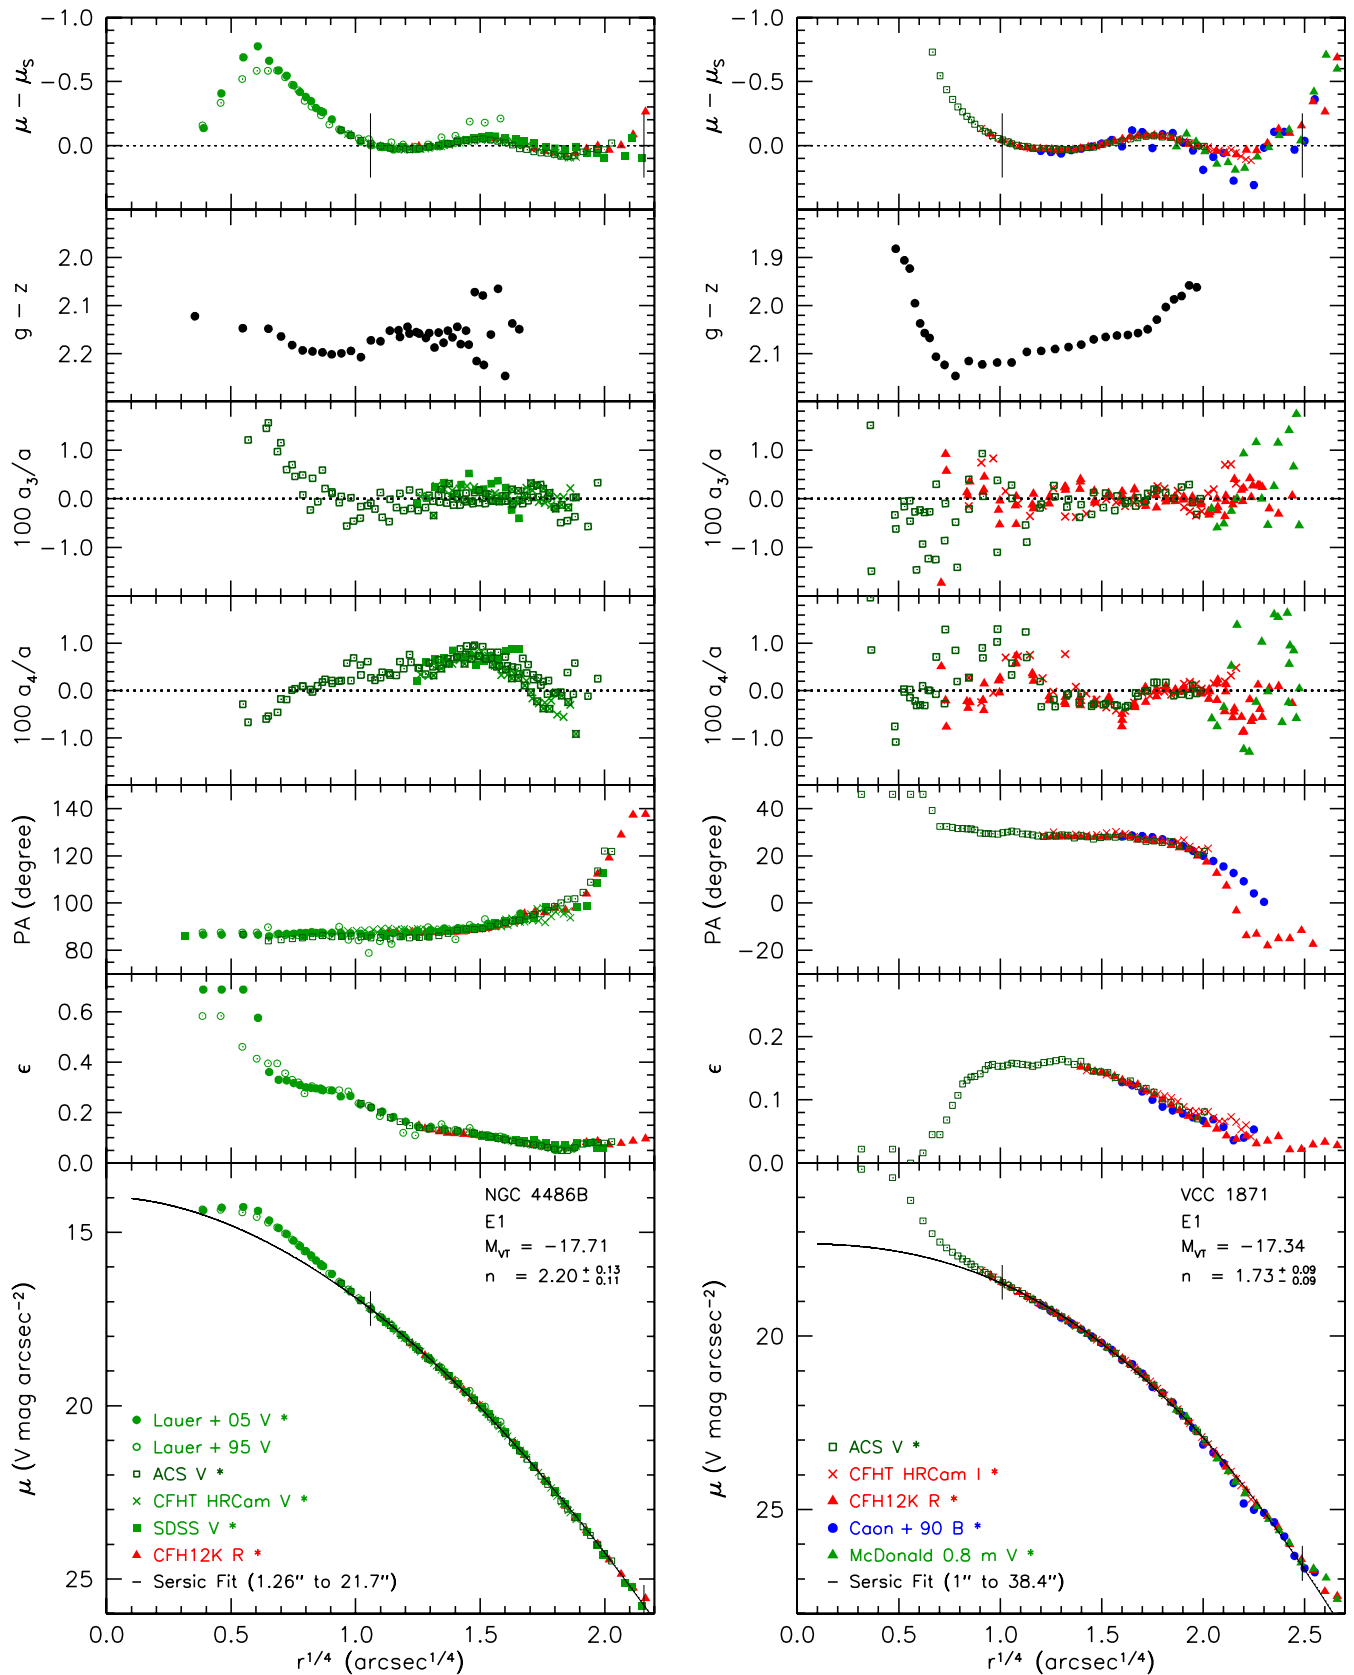 −1.0
−0.5
0.0
μ − μS
2.0
2.1
2.2
g − z
1.0
0.0
−1.0
100 a3/a
1.0
0.0
−1.0
100 a4/a
140
120
100
80
PA (degree)
0.6
0.4
0.2
0.0
ϵ
15
20
25
μ (V mag arcsec−2)
NGC 4486B
E1
MVT = −17.71
n = 2.20 + 0.13 − 0.11
Lauer + 05 V *
Lauer + 95 V
ACS V *
CFHT HRCam V *
SDSS V *
CFH12K R *
− Sersic Fit (1.26″ to 21.7″)
0.0 0.5 1.0 1.5 2.0
r1/4 (arcsec1/4)
−1.0
−0.5
0.0
μ − μS
1.9
2.0
2.1
g − z
1.0
0.0
−1.0
100 a3/a
1.0
0.0
−1.0
100 a4/a
40
20
0
−20
PA (degree)
0.2
0.1
0.0
ϵ
20
25
μ (V mag arcsec−2)
VCC 1871
E1
MVT = −17.34
n = 1.73 + 0.09 − 0.09
ACS V *
CFHT HRCam I *
CFH12K R *
Caon + 90 B *
McDonald 0.8 m V *
− Sersic Fit (1″ to 38.4″)
0.0 0.5 1.0 1.5 2.0 2.5
r1/4 (arcsec1/4)